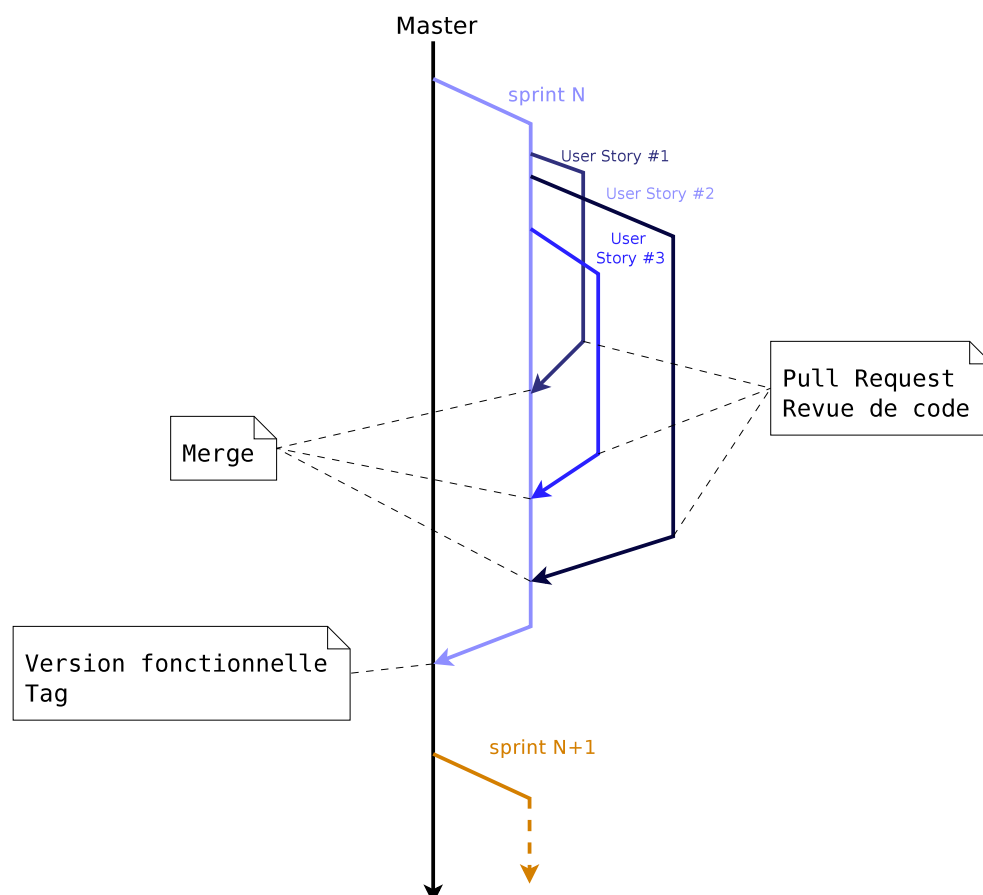 Master
sprint N
User Story #1
User Story #2
User
Story #3
Pull Request
Revue de code
Merge
Version fonctionnelle
Tag
sprint N+1